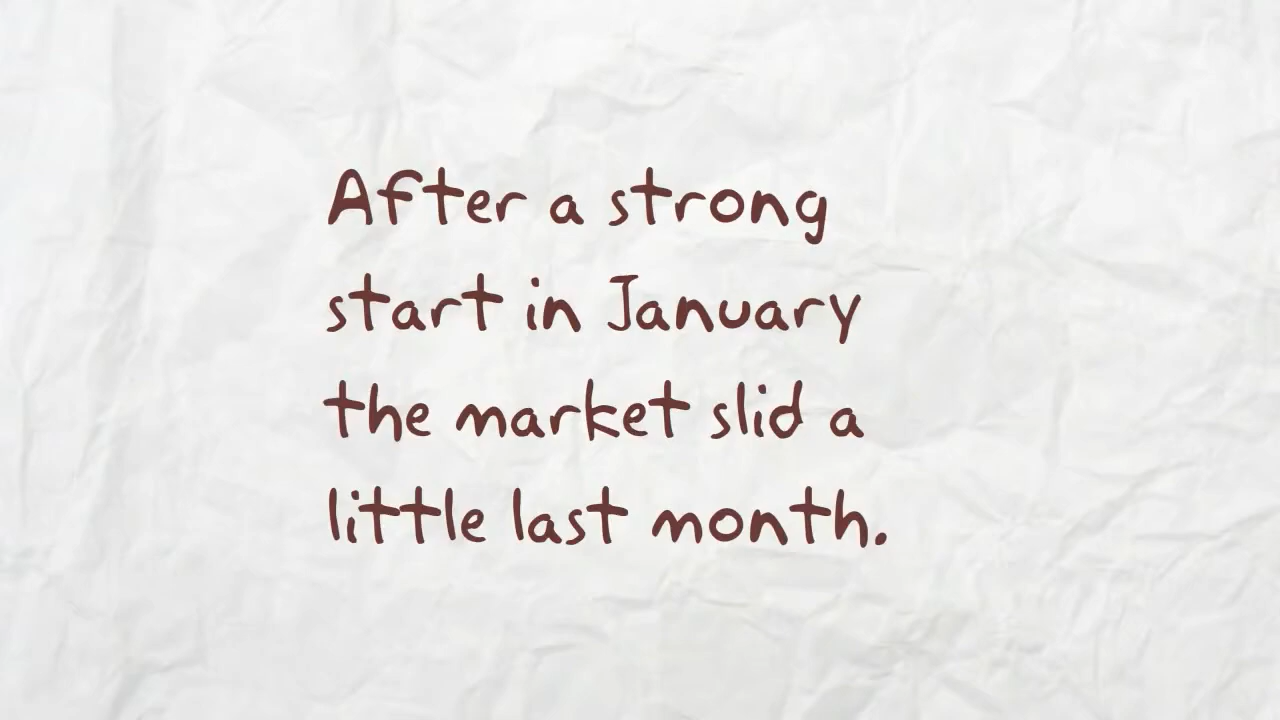 After a strong
start in January
the market slid a
little last month.